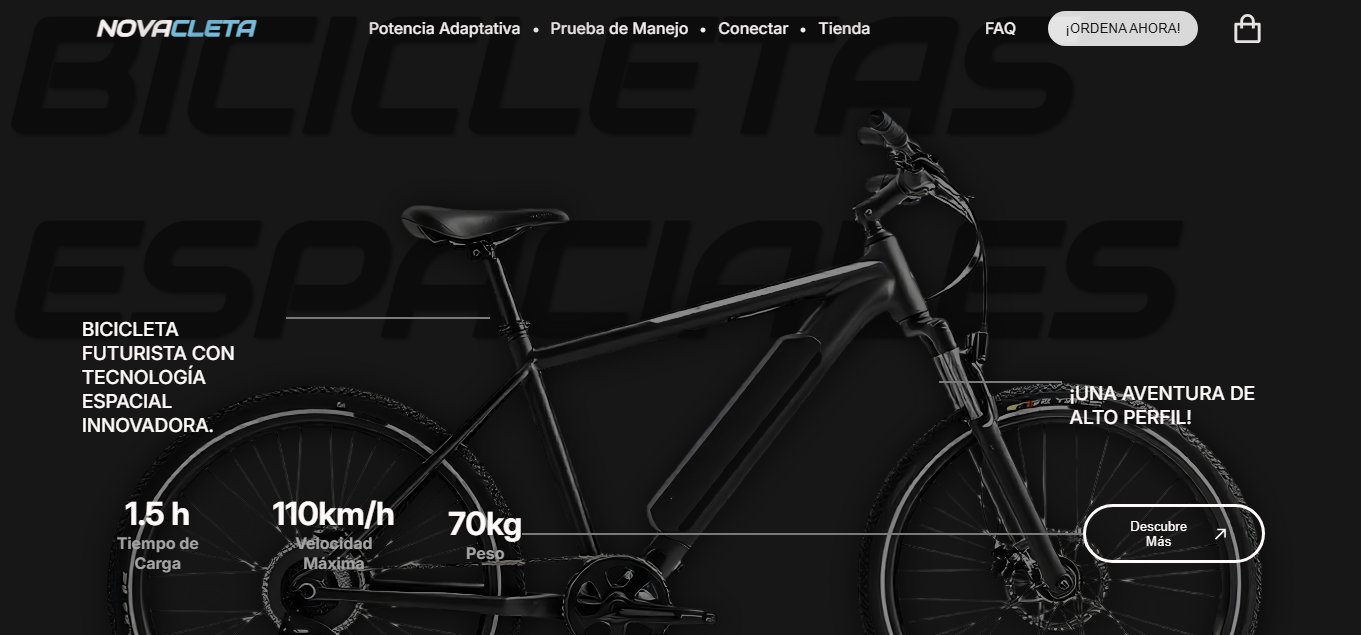 NOVACLETA
Potencia Adaptativa • Prueba de Manejo • Conectar • Tienda
FAQ
¡ORDENA AHORA!
BICICLETAS
ESPACIALES
BICICLETA
FUTURISTA CON
TECNOLOGÍA
ESPACIAL
INNOVADORA.
¡UNA AVENTURA DE
ALTO PERFIL!
1.5 h
Tiempo de
Carga
110km/h
Velocidad
Máxima
70kg
Peso
Descubre
Más